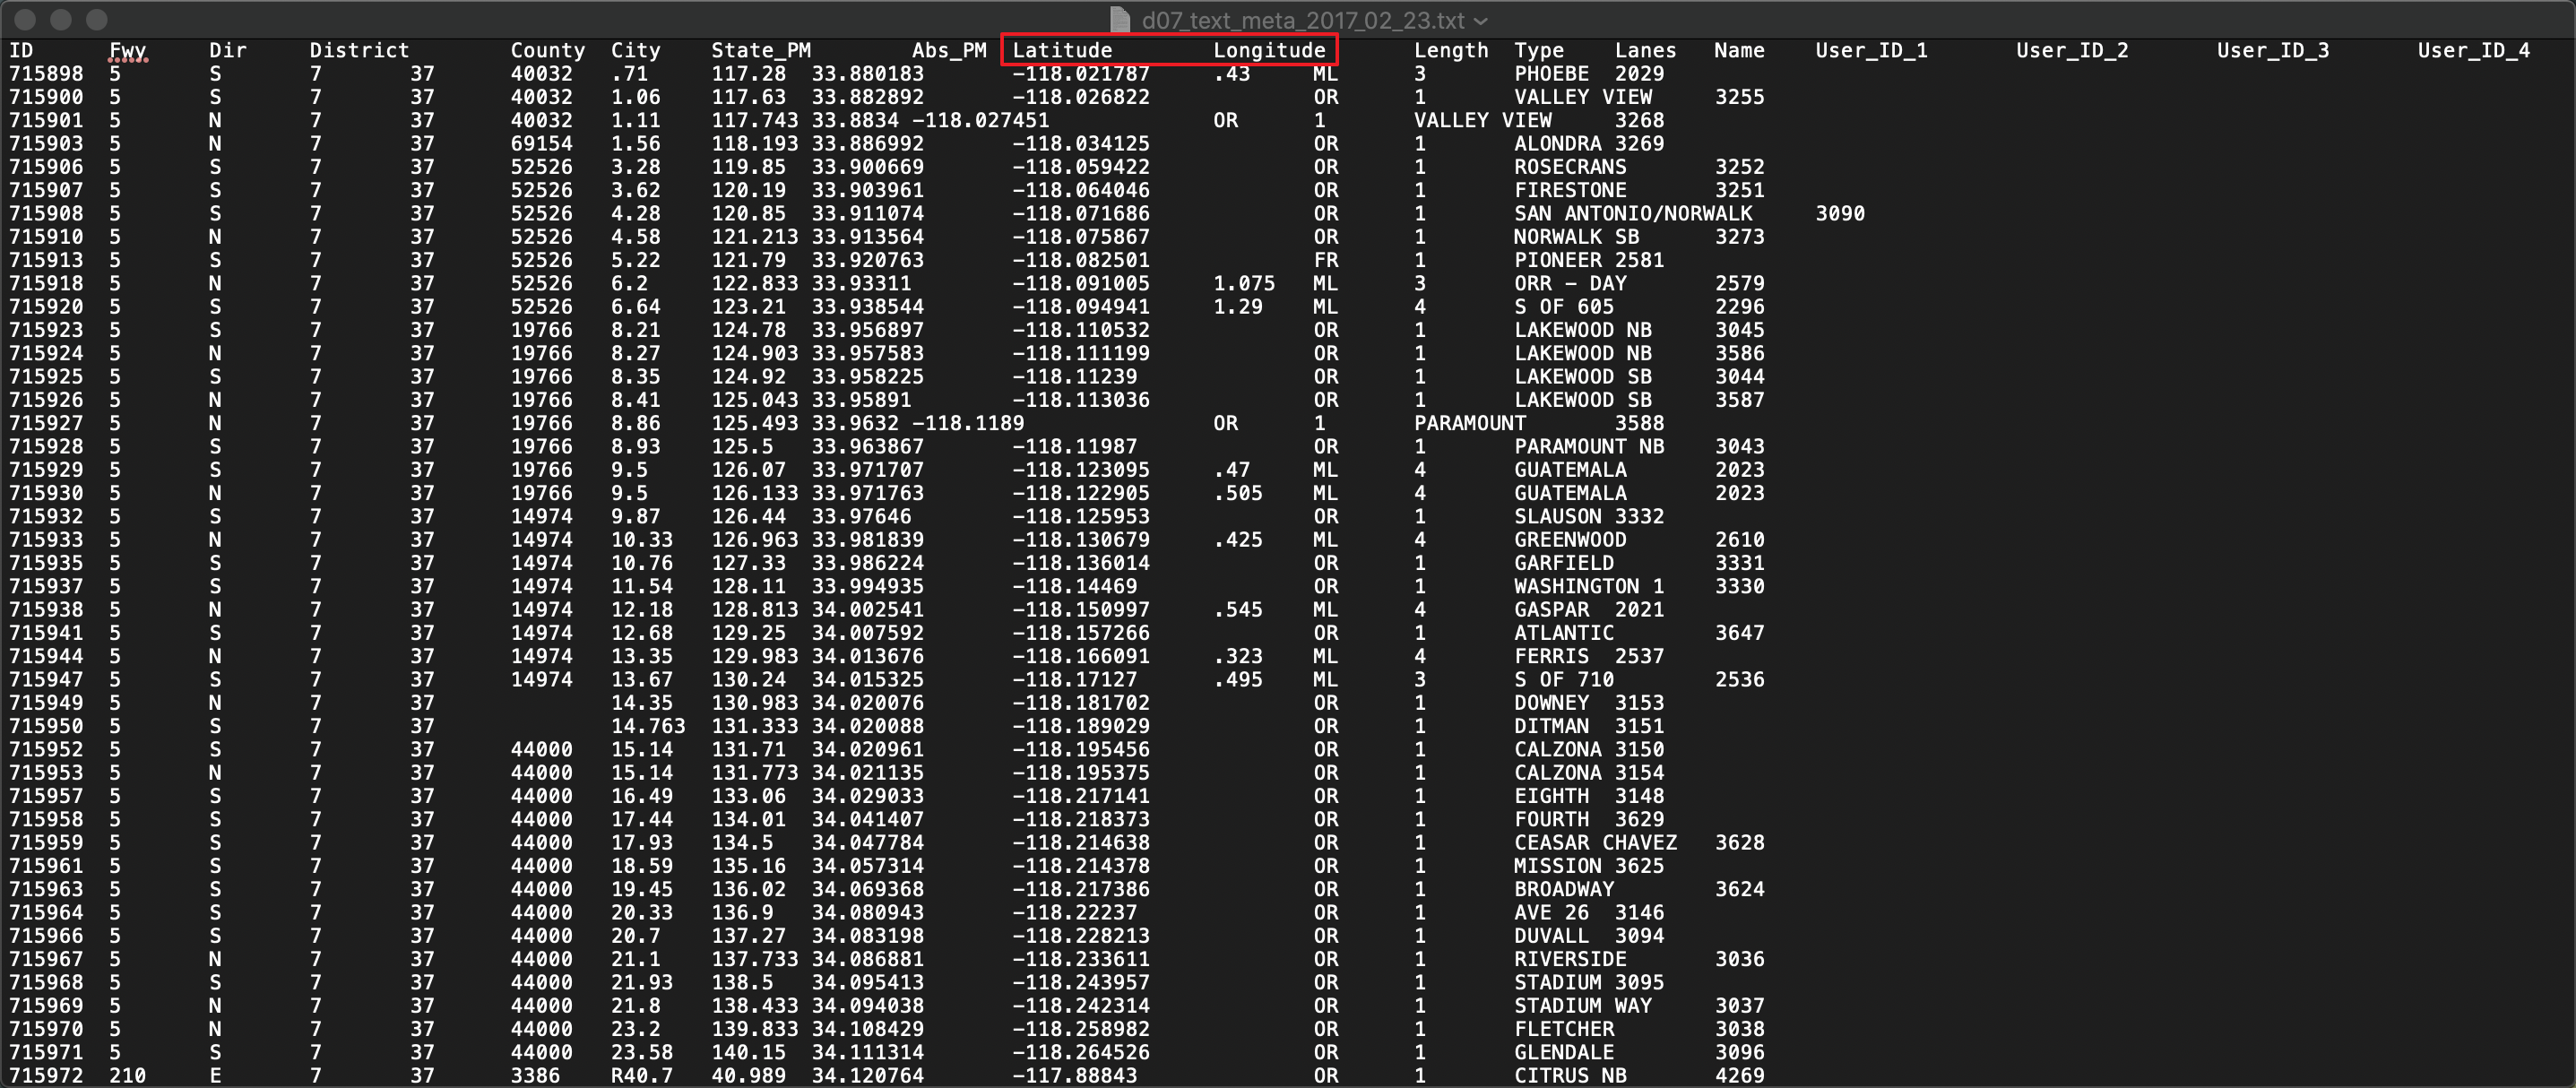 d07_text_meta_2017_02_23.txt
ID Fwy Dir District County City State_PM Abs_PM Latitude Longitude Length Type Lanes Name User_ID_1 User_ID_2 User_ID_3 User_ID_4
715898 5 S 7 37 40032 .71 117.28 33.880183 -118.021787 .43 ML 3 PHOEBE 2029
715900 5 S 7 37 40032 1.06 117.63 33.882892 -118.026822 OR 1 VALLEY VIEW 3255
715901 5 N 7 37 40032 1.11 117.743 33.8834 -118.027451 OR 1 VALLEY VIEW 3268
715903 5 N 7 37 69154 1.56 118.193 33.886992 -118.034125 OR 1 ALONDRA 3269
715906 5 S 7 37 52526 3.28 119.85 33.900669 -118.059422 OR 1 ROSECRANS 3252
715907 5 S 7 37 52526 3.62 120.19 33.903961 -118.064046 OR 1 FIRESTONE 3251
715908 5 S 7 37 52526 4.28 120.85 33.911074 -118.071686 OR 1 SAN ANTONIO/NORWALK 3090
715910 5 N 7 37 52526 4.58 121.213 33.913564 -118.075867 OR 1 NORWALK SB 3273
715913 5 S 7 37 52526 5.22 121.79 33.920763 -118.082501 FR 1 PIONEER 2581
715918 5 N 7 37 52526 6.2 122.833 33.93311 -118.091005 1.075 ML 3 ORR - DAY 2579
715920 5 S 7 37 52526 6.64 123.21 33.938544 -118.094941 1.29 ML 4 S OF 605 2296
715923 5 S 7 37 19766 8.21 124.78 33.956897 -118.110532 OR 1 LAKEWOOD NB 3045
715924 5 N 7 37 19766 8.27 124.903 33.957583 -118.111199 OR 1 LAKEWOOD NB 3586
715925 5 S 7 37 19766 8.35 124.92 33.958225 -118.11239 OR 1 LAKEWOOD SB 3044
715926 5 N 7 37 19766 8.41 125.043 33.95891 -118.113036 OR 1 LAKEWOOD SB 3587
715927 5 N 7 37 19766 8.86 125.493 33.9632 -118.1189 OR 1 PARAMOUNT 3588
715928 5 S 7 37 19766 8.93 125.5 33.963867 -118.11987 OR 1 PARAMOUNT NB 3043
715929 5 S 7 37 19766 9.5 126.07 33.971707 -118.123095 .47 ML 4 GUATEMALA 2023
715930 5 N 7 37 19766 9.5 126.133 33.971763 -118.122905 .505 ML 4 GUATEMALA 2023
715932 5 S 7 37 14974 9.87 126.44 33.97646 -118.125953 OR 1 SLAUSON 3332
715933 5 N 7 37 14974 10.33 126.963 33.981839 -118.130679 .425 ML 4 GREENWOOD 2610
715935 5 S 7 37 14974 10.76 127.33 33.986224 -118.136014 OR 1 GARFIELD 3331
715937 5 S 7 37 14974 11.54 128.11 33.994935 -118.14469 OR 1 WASHINGTON 1 3330
715938 5 N 7 37 14974 12.18 128.813 34.002541 -118.150997 .545 ML 4 GASPAR 2021
715941 5 S 7 37 14974 12.68 129.25 34.007592 -118.157266 OR 1 ATLANTIC 3647
715944 5 N 7 37 14974 13.35 129.983 34.013676 -118.166091 .323 ML 4 FERRIS 2537
715947 5 S 7 37 14974 13.67 130.24 34.015325 -118.17127 .495 ML 3 S OF 710 2536
715949 5 N 7 37 14.35 130.983 34.020076 -118.181702 OR 1 DOWNEY 3153
715950 5 S 7 37 14.763 131.333 34.020088 -118.189029 OR 1 DITMAN 3151
715952 5 S 7 37 44000 15.14 131.71 34.020961 -118.195456 OR 1 CALZONA 3150
715953 5 N 7 37 44000 15.14 131.773 34.021135 -118.195375 OR 1 CALZONA 3154
715957 5 S 7 37 44000 16.49 133.06 34.029033 -118.217141 OR 1 EIGHTH 3148
715958 5 S 7 37 44000 17.44 134.01 34.041407 -118.218373 OR 1 FOURTH 3629
715959 5 S 7 37 44000 17.93 134.5 34.047784 -118.214638 OR 1 CEASAR CHAVEZ 3628
715961 5 S 7 37 44000 18.59 135.16 34.057314 -118.214378 OR 1 MISSION 3625
715963 5 S 7 37 44000 19.45 136.02 34.069368 -118.217386 OR 1 BROADWAY 3624
715964 5 S 7 37 44000 20.33 136.9 34.080943 -118.22237 OR 1 AVE 26 3146
715966 5 S 7 37 44000 20.7 137.27 34.083198 -118.228213 OR 1 DUVALL 3094
715967 5 N 7 37 44000 21.1 137.733 34.086881 -118.233611 OR 1 RIVERSIDE 3036
715968 5 S 7 37 44000 21.93 138.5 34.095413 -118.243957 OR 1 STADIUM 3095
715969 5 N 7 37 44000 21.8 138.433 34.094038 -118.242314 OR 1 STADIUM WAY 3037
715970 5 N 7 37 44000 23.2 139.833 34.108429 -118.258982 OR 1 FLETCHER 3038
715971 5 S 7 37 44000 23.58 140.15 34.111314 -118.264526 OR 1 GLENDALE 3096
715972 210 E 7 37 3386 R40.7 40.989 34.120764 -117.88843 OR 1 CITRUS NB 4269